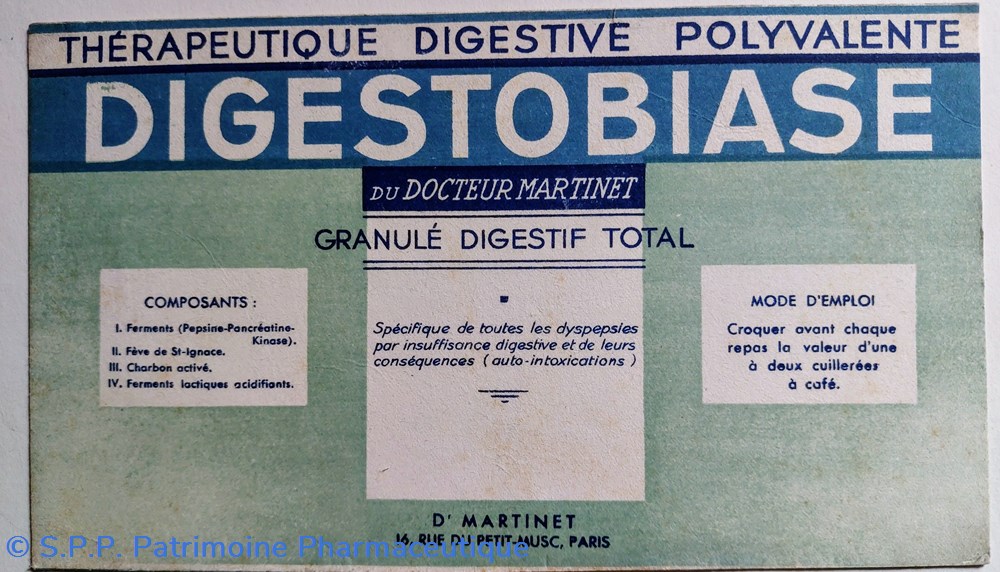 THÉRAPEUTIQUE DIGESTIVE POLYVALENTE
DIGESTOBIASE
DU DOCTEUR MARTINET
GRANULÉ DIGESTIF TOTAL
COMPOSANTS :
I. Ferments (Pepsine-Pancréatine-
Kinase).
II. Fève de St-Ignace.
III. Charbon activé.
IV. Ferments lactiques acidifiants.
Spécifique de toutes les dyspepsies
par insuffisance digestive et de leurs
conséquences (auto-intoxications)
MODE D'EMPLOI
Croquer avant chaque
repas la valeur d'une
à deux cuillerées
à café.
Dr MARTINET
16, RUE DU PETIT-MUSC, PARIS
© S.P.P. Patrimoine Pharmaceutique